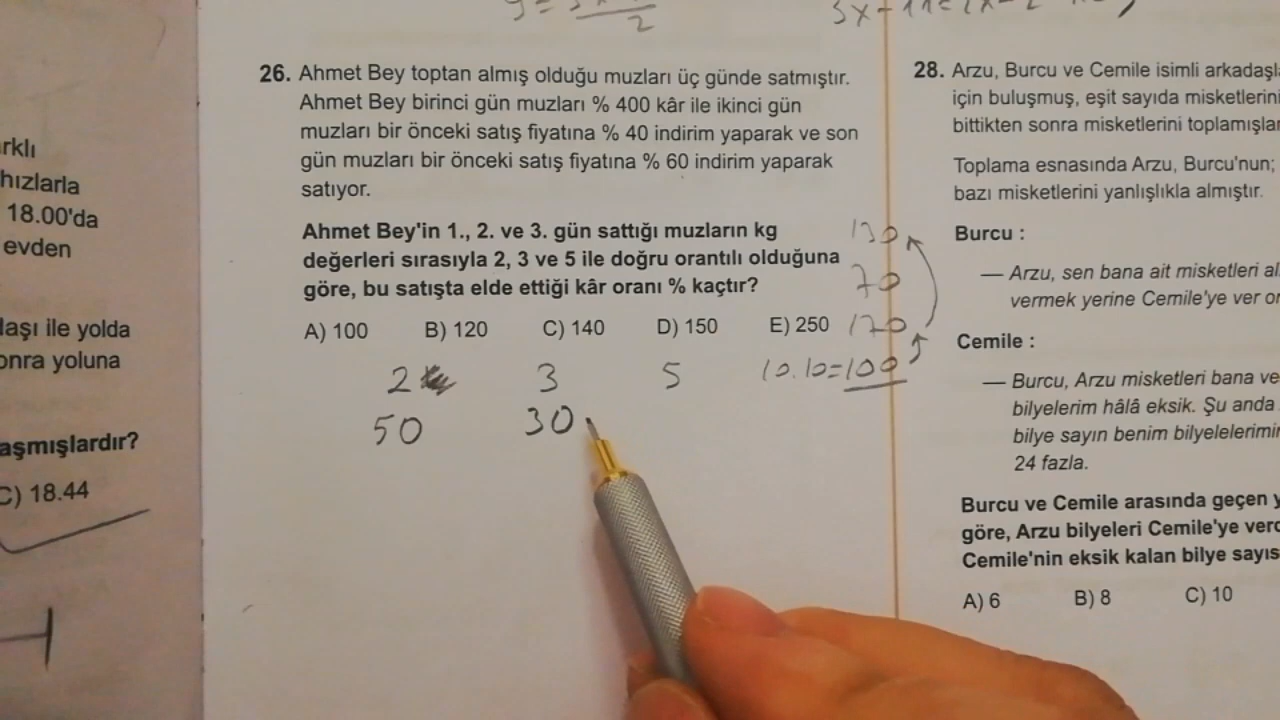 rklı
hızlarla
18.00'da
evden
laşı ile yolda
onra yoluna
aşmışlardır?
C) 18.44
26. Ahmet Bey toptan almış olduğu muzları üç günde satmıştır.
Ahmet Bey birinci gün muzları % 400 kâr ile ikinci gün
muzları bir önceki satış fiyatına % 40 indirim yaparak ve son
gün muzları bir önceki satış fiyatına % 60 indirim yaparak
satıyor.
Ahmet Bey'in 1., 2. ve 3. gün sattığı muzların kg
değerleri sırasıyla 2, 3 ve 5 ile doğru orantılı olduğuna
göre, bu satışta elde ettiği kâr oranı % kaçtır?
A) 100 B) 120 C) 140 D) 150 E) 250
130
70
170
2 3 5 10.10=100
50 30
28. Arzu, Burcu ve Cemile isimli arkadaşla
için buluşmuş, eşit sayıda misketlerini
bittikten sonra misketlerini toplamışlar
Toplama esnasında Arzu, Burcu'nun;
bazı misketlerini yanlışlıkla almıştır.
Burcu :
— Arzu, sen bana ait misketleri al
vermek yerine Cemile'ye ver
Cemile :
— Burcu, Arzu misketleri bana ve
bilyelerim hâlâ eksik. Şu anda
bilye sayın benim bilyelelerimin
24 fazla.
Burcu ve Cemile arasında geçen
göre, Arzu bilyeleri Cemile'ye verd
Cemile'nin eksik kalan bilye sayıs
A) 6 B) 8 C) 10